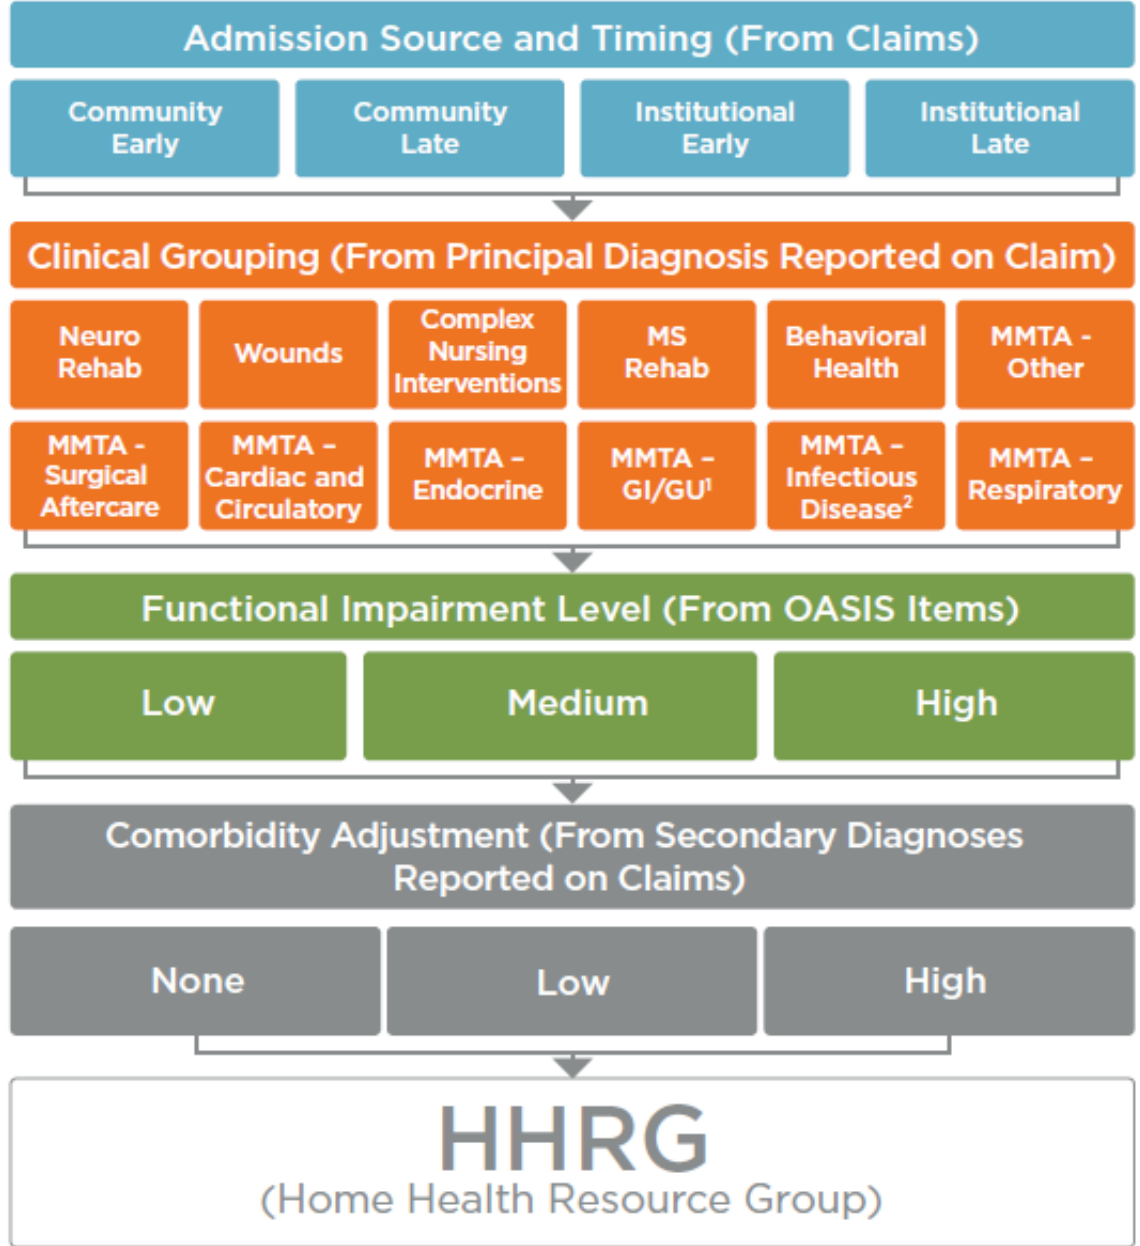 Admission Source and Timing (From Claims)
Community
Early
Community
Late
Institutional
Early
Institutional
Late
Clinical Grouping (From Principal Diagnosis Reported on Claim)
Neuro
Rehab
Wounds
Complex
Nursing
Interventions
MS
Rehab
Behavioral
Health
MMTA -
Other
MMTA -
Surgical
Aftercare
MMTA –
Cardiac and
Circulatory
MMTA –
Endocrine
MMTA –
GI/GU¹
MMTA –
Infectious
Disease²
MMTA –
Respiratory
Functional Impairment Level (From OASIS Items)
Low
Medium
High
Comorbidity Adjustment (From Secondary Diagnoses
Reported on Claims)
None
Low
High
HHRG
(Home Health Resource Group)